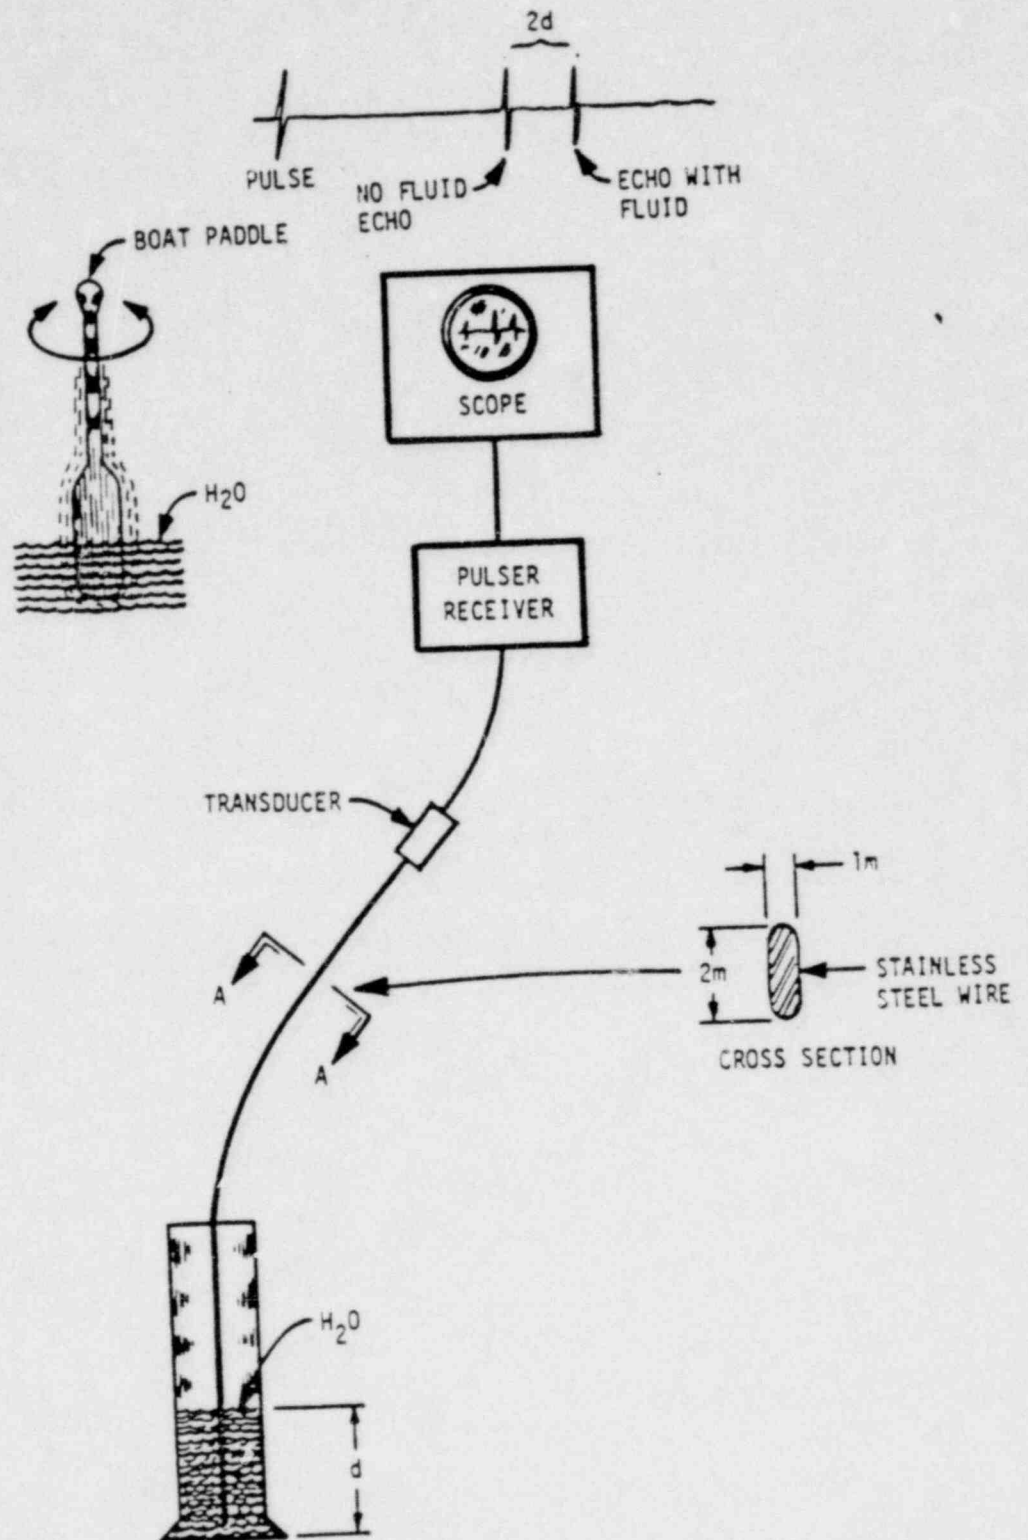 2d
PULSE
NO FLUID
ECHO
ECHO WITH
FLUID
BOAT PADDLE
SCOPE
H2O
PULSER
RECEIVER
TRANSDUCER
1m
A
2m
STAINLESS
STEEL WIRE
A
CROSS SECTION
H2O
d